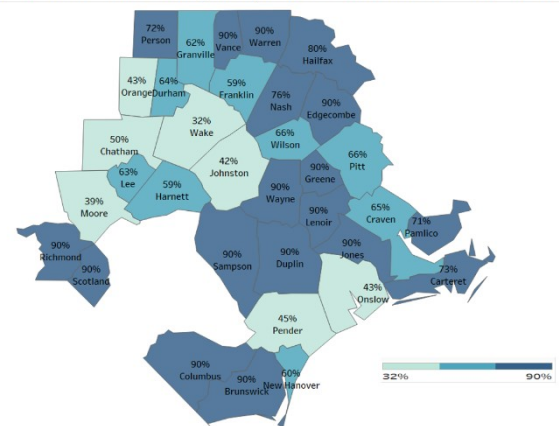 72%
Person
62%
Granville
90%
Vance
90%
Warren
80%
Halifax
43%
Orange
64%
Durham
59%
Franklin
76%
Nash
90%
Edgecombe
32%
Wake
50%
Chatham
66%
Wilson
66%
Pitt
63%
Lee
59%
Harnett
42%
Johnston
90%
Greene
90%
Wayne
39%
Moore
90%
Lenoir
65%
Craven
71%
Pamlico
90%
Richmond
90%
Scotland
90%
Sampson
90%
Duplin
90%
Jones
73%
Carteret
43%
Onslow
45%
Pender
90%
Columbus
90%
Brunswick
60%
New Hanover
32% 90%